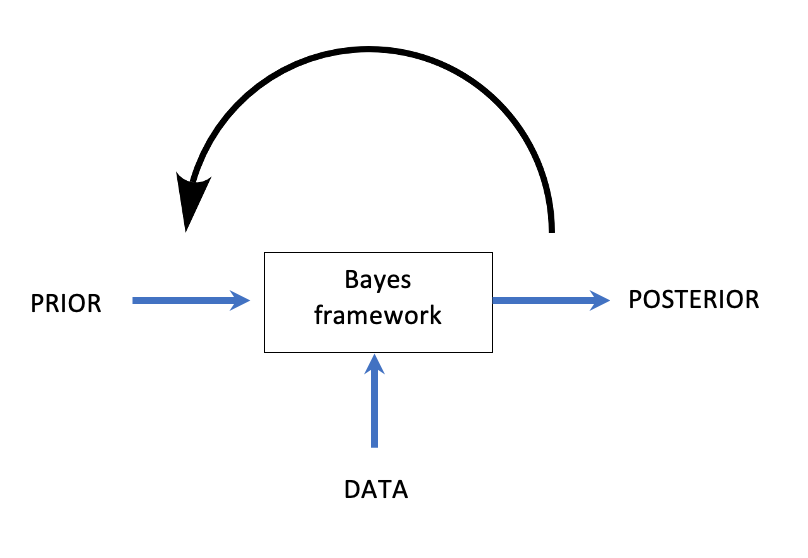 Bayes
framework
PRIOR
POSTERIOR
DATA